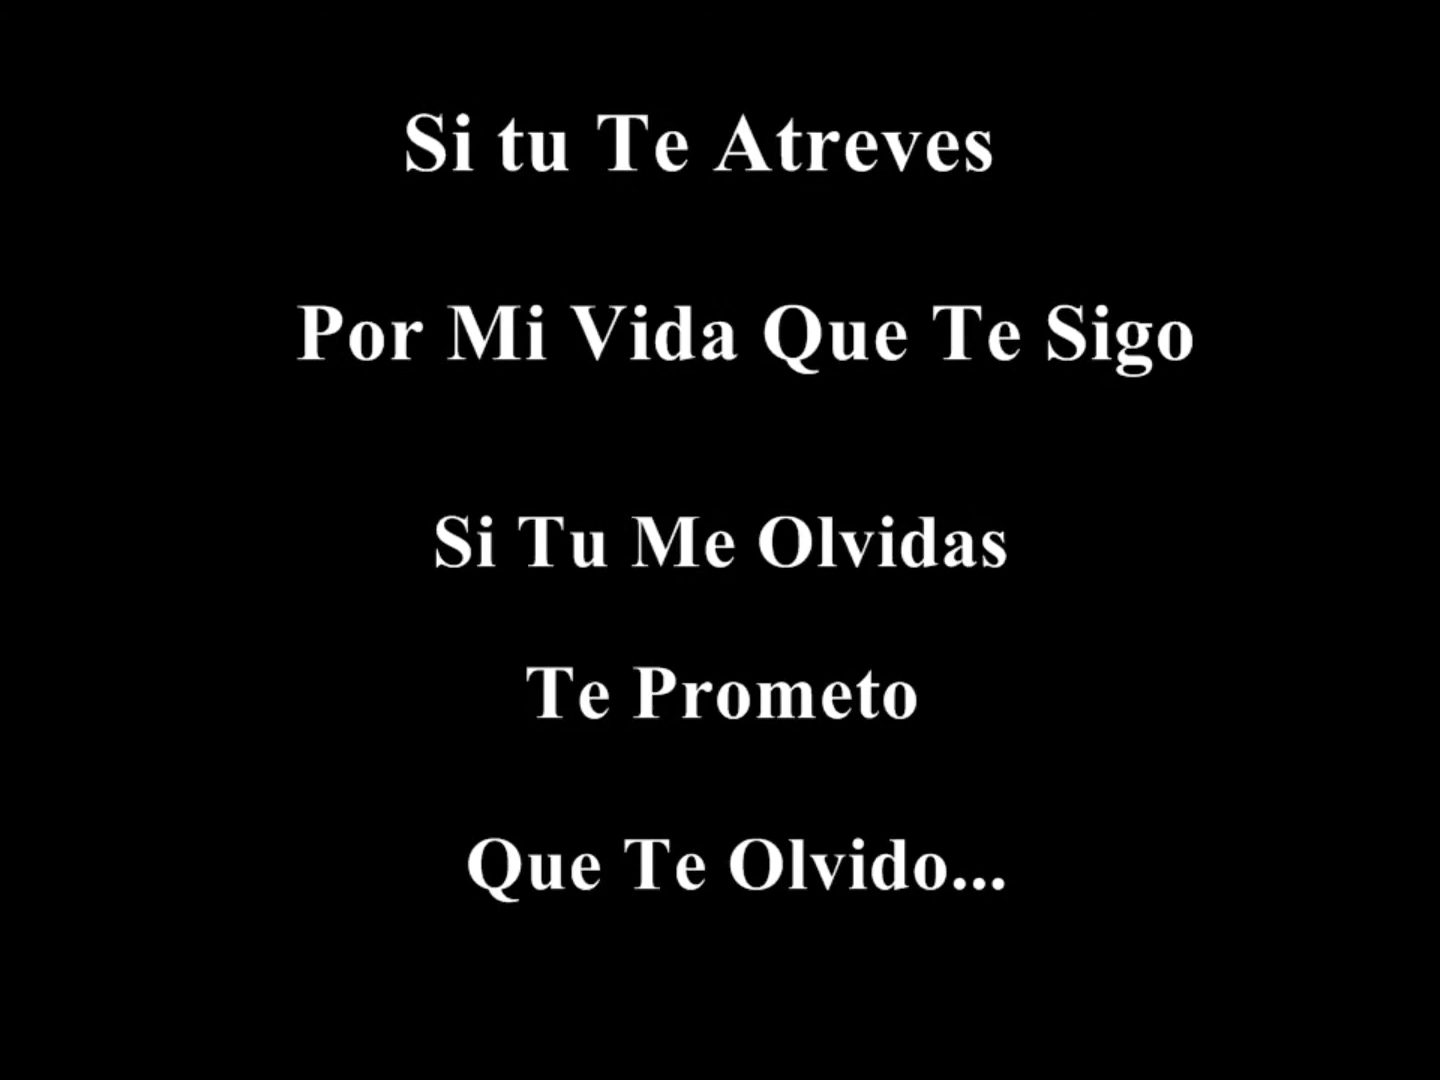 Si tu Te Atreves
Por Mi Vida Que Te Sigo
Si Tu Me Olvidas
Te Prometo
Que Te Olvido...